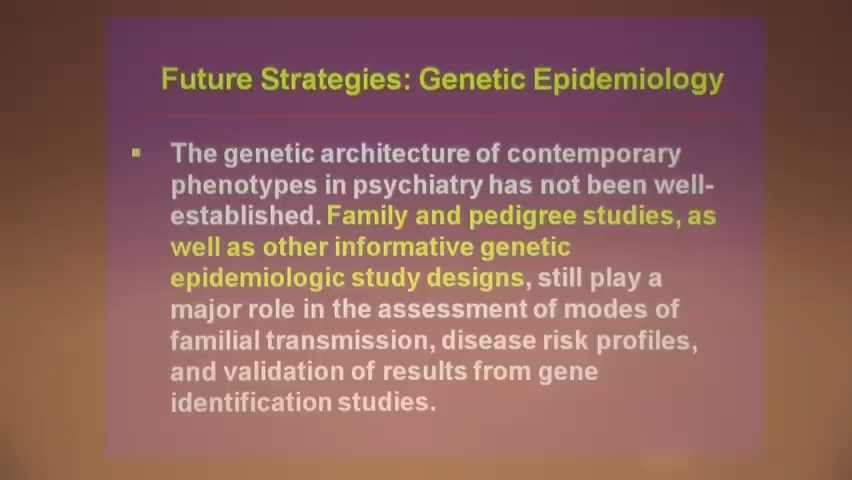 Future Strategies: Genetic Epidemiology
▪ The genetic architecture of contemporary
phenotypes in psychiatry has not been well-
established. Family and pedigree studies, as
well as other informative genetic
epidemiologic study designs, still play a
major role in the assessment of modes of
familial transmission, disease risk profiles,
and validation of results from gene
identification studies.